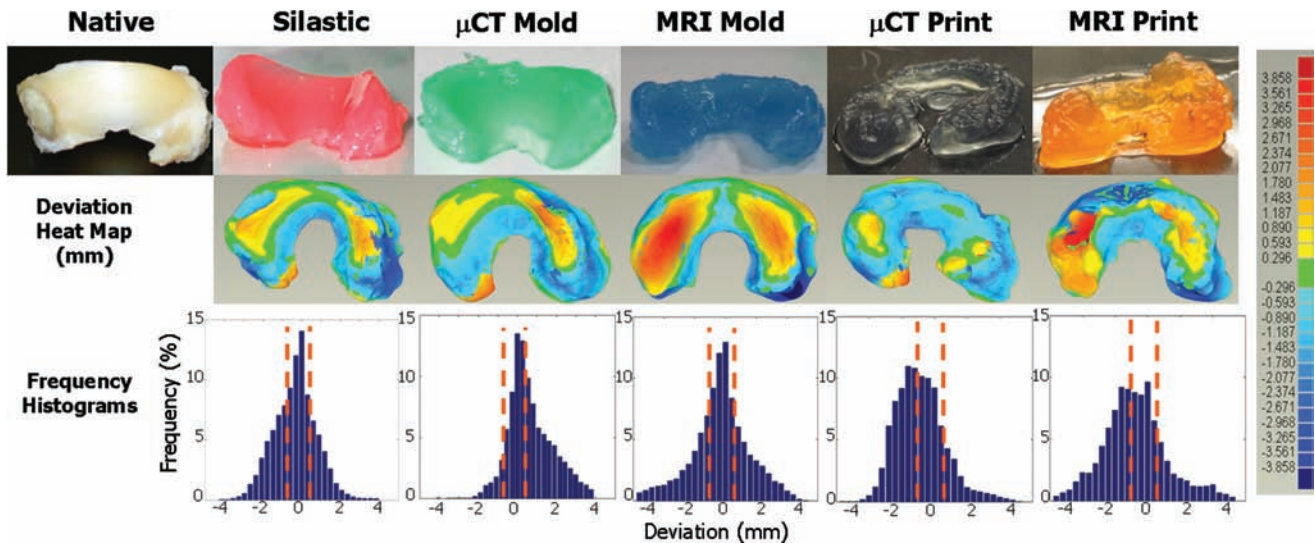 Native
Silastic
μCT Mold
MRI Mold
μCT Print
MRI Print
Deviation
Heat Map
(mm)
3.858
3.561
3.265
2.968
2.671
2.374
2.077
1.780
1.483
1.187
0.890
0.593
0.296
-0.296
-0.593
-0.890
-1.187
-1.483
-1.780
-2.077
-2.374
-2.671
-2.968
-3.265
-3.561
-3.858
Frequency
Histograms
Frequency (%)
15 15 15 15 15
10 10 10 10 10
5 5 5 5 5
0 0 0 0 0
-4 -2 0 2 4 -4 -2 0 2 4 -4 -2 0 2 4 -4 -2 0 2 4 -4 -2 0 2 4
Deviation (mm)